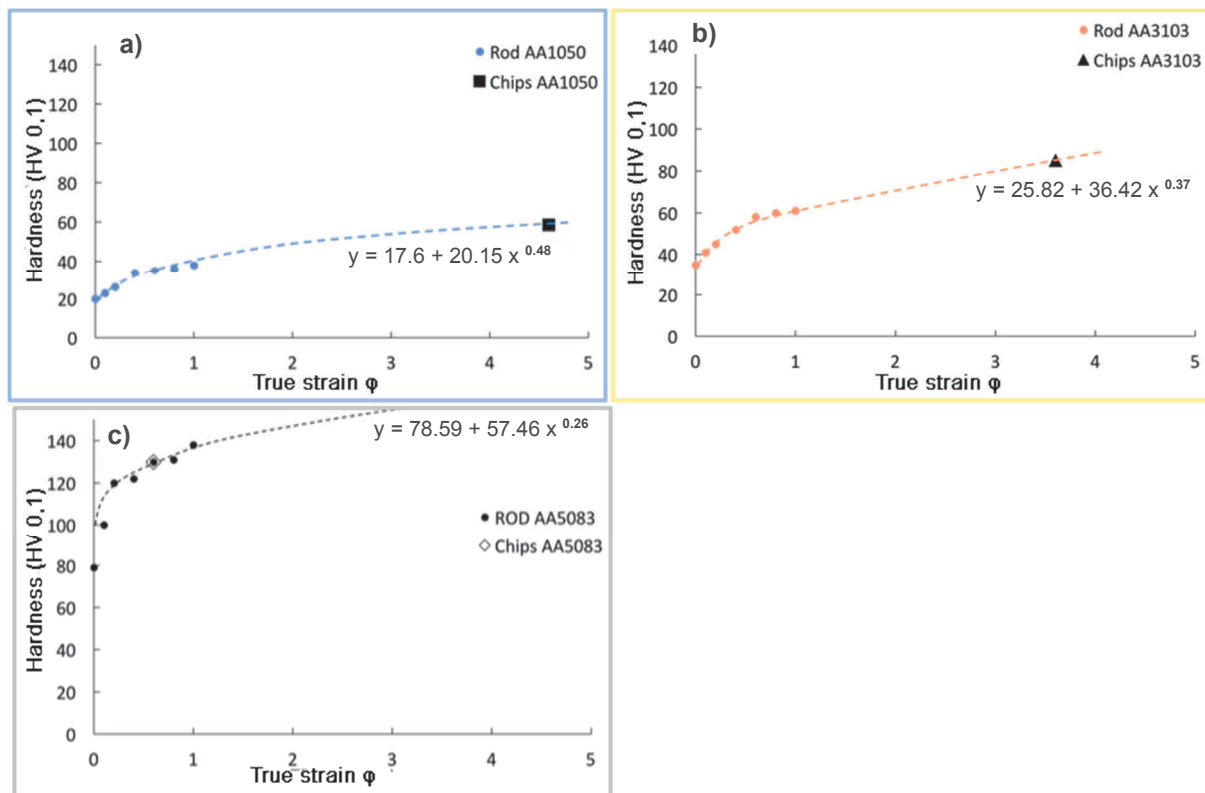 a)
Rod AA1050
Chips AA1050
Hardness (HV 0,1)
140
120
100
80
60
40
20
0
y = 17.6 + 20.15 x 0.48
0 1 2 3 4 5
True strain φ
b)
Rod AA3103
Chips AA3103
Hardness (HV 0,1)
140
120
100
80
60
40
20
0
y = 25.82 + 36.42 x 0.37
0 1 2 3 4 5
True strain φ
c)
y = 78.59 + 57.46 x 0.26
Hardness (HV 0,1)
140
120
100
80
60
40
20
0
ROD AA5083
Chips AA5083
0 1 2 3 4 5
True strain φ